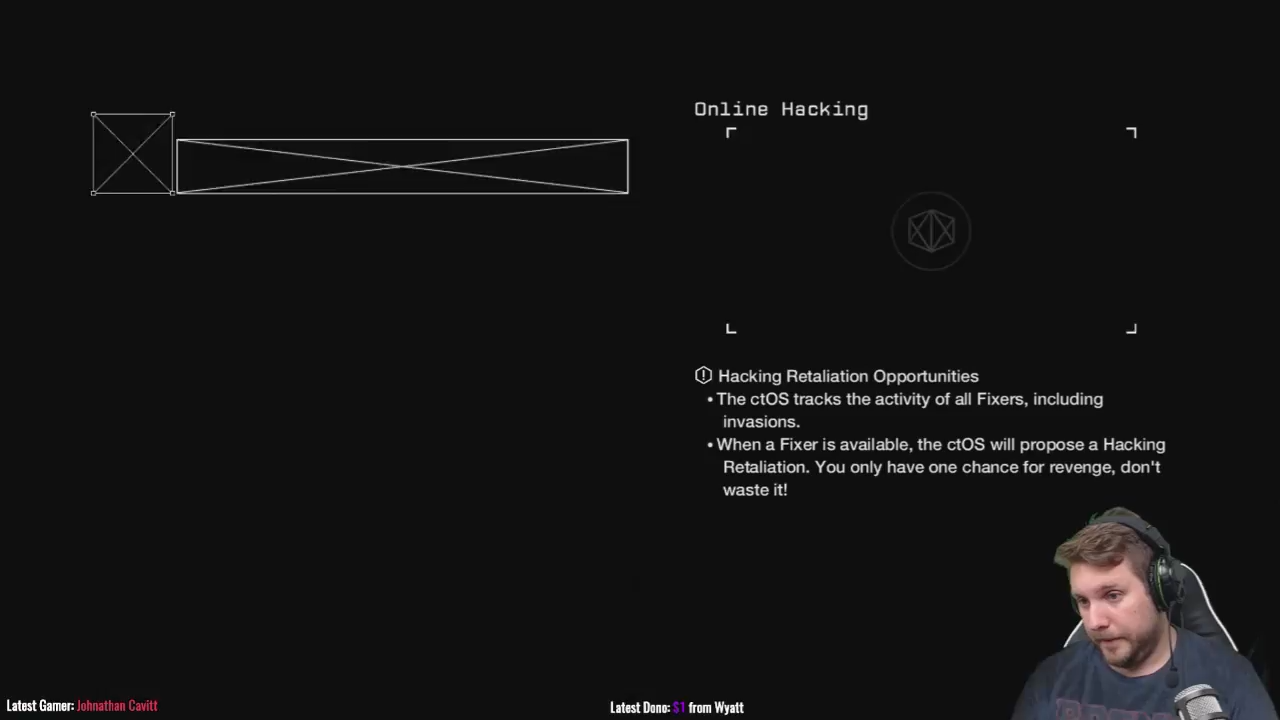 Online Hacking
Hacking Retaliation Opportunities
• The ctOS tracks the activity of all Fixers, including
invasions.
• When a Fixer is available, the ctOS will propose a Hacking
Retaliation. You only have one chance for revenge, don't
waste it!
Latest Gamer: Johnathan Cavitt
Latest Dono: $1 from Wyatt